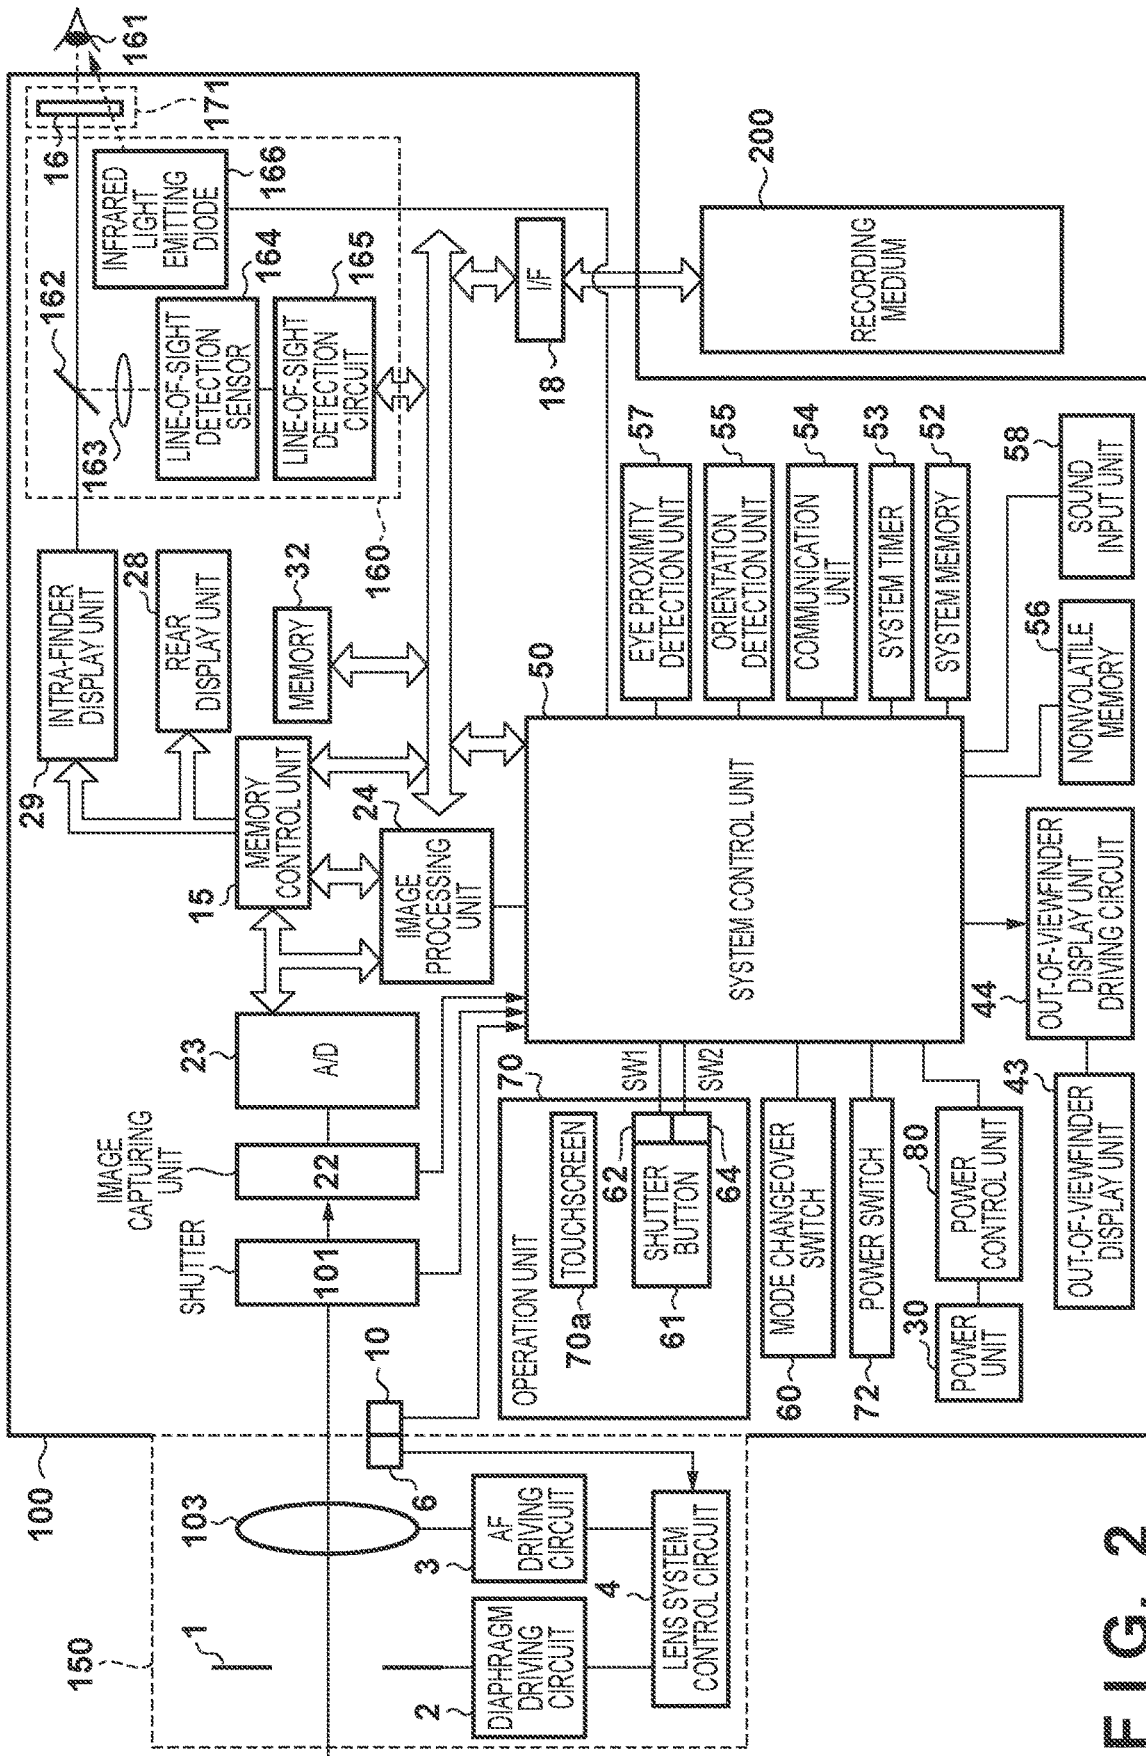 FIG. 2
150
100
1
103
2
DIAPHRAGM
DRIVING
CIRCUIT
3
AF
DRIVING
CIRCUIT
4
LENS SYSTEM
CONTROL CIRCUIT
6
10
SHUTTER
101
IMAGE
CAPTURING
UNIT
22
23
A/D
15
MEMORY
CONTROL UNIT
24
IMAGE
PROCESSING
UNIT
29
INTRA-FINDER
DISPLAY UNIT
28
REAR
DISPLAY UNIT
32
MEMORY
160
162
163
LINE-OF-SIGHT
DETECTION
SENSOR
164
LINE-OF-SIGHT
DETECTION
CIRCUIT
165
INFRARED
LIGHT
EMITTING
DIODE
166
16
171
161
18
I/F
200
RECORDING
MEDIUM
50
SYSTEM CONTROL UNIT
57
EYE PROXIMITY
DETECTION UNIT
55
ORIENTATION
DETECTION UNIT
54
COMMUNICATION
UNIT
53
SYSTEM TIMER
52
SYSTEM MEMORY
58
SOUND
INPUT UNIT
56
NONVOLATILE
MEMORY
70
OPERATION UNIT
TOUCHSCREEN
70a
62
SHUTTER
BUTTON
61
64
SW1
SW2
MODE CHANGEOVER
SWITCH
60
POWER SWITCH
72
80
POWER
CONTROL UNIT
30
POWER
UNIT
44
OUT-OF-VIEWFINDER
DISPLAY UNIT
DRIVING CIRCUIT
43
OUT-OF-VIEWFINDER
DISPLAY UNIT